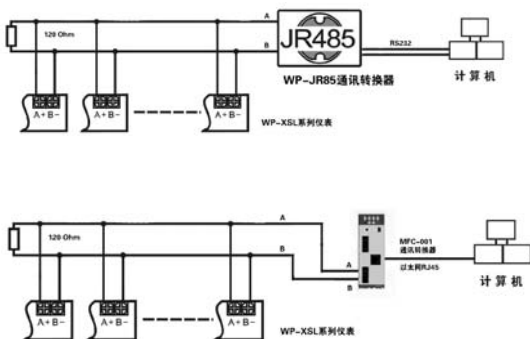 A
120 Ohm
JR485
B
RS232
WP-JR85通讯转换器
计算机
A+B- A+B- A+B-
WP-XSL系列仪表
A
120 Ohm
B
MFC-001
通讯转换器
A
以太网RJ45
B
计算机
A+B- A+B- A+B-
WP-XSL系列仪表